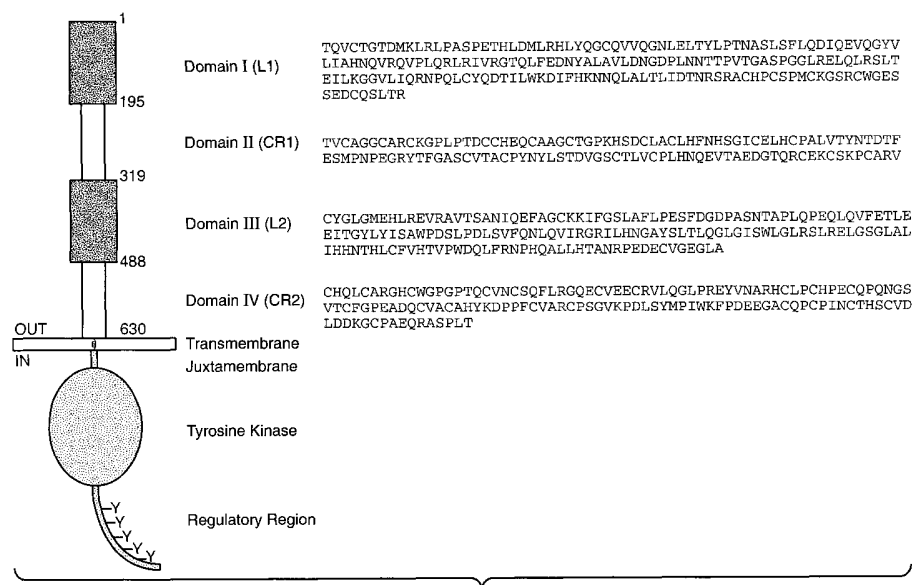 1
Domain I (L1)
TQVCTGTDMKLRLPASPETHLDMLRHLYQGCQVVQGNLELTYLPTNASLSFLQDIQEVQGYV
LIAHNQVRQVPLQRLRIVRGTQLFEDNYALAVLDNGDPLNNTTPVTGASPGGLRELQLRSLT
EILKGGVLIQRNPQLCYQDTILWKDIFHKNNQLALTLIDTNRSRACHPCSPMCKGSRCWGES
SEDCQSLTR
195
Domain II (CR1)
TVCAGGCARCKGPLPTDCCHEQCAAGCTGPKHSDCLACLHFNHSGICELHCPALVTYNTDTF
ESMPNPEGRYTFGASCVTACPYNYLSTDVGSCTLVCPLHNQEVTAEDGTQRCEKCSKPCARV
319
Domain III (L2)
CYGLGMEHLREVRAVTSANIQEFAGCKKIFGSLAFLPESFDGDPASNTAPLQPEQLQVFETLE
EITGYLYISAWPDSLPDLSVFQNLQVIRGRILHNGAYSLTLQGLGISWLGLRSLRELGSGLAL
IHHNTHLCFVHTVPWDQLFRNPHQALLHTANRPEDECVGEGLA
488
Domain IV (CR2)
CHQLCARGHCWGPGPTQCVNCSQFLRGQECVEECRVLQGLPREYVNARHCLPCHPECQPQNGS
VTCFGPEADQCVACAHYKDPPFCVARCPSGVKPDLSYMPIWKFPDEEGACQPCPINCTHSCVD
LDDKGCPAEQRASPLT
OUT
630
Transmembrane
IN
Juxtamembrane
Tyrosine Kinase
Y
Y
Y
Y
Y
Regulatory Region